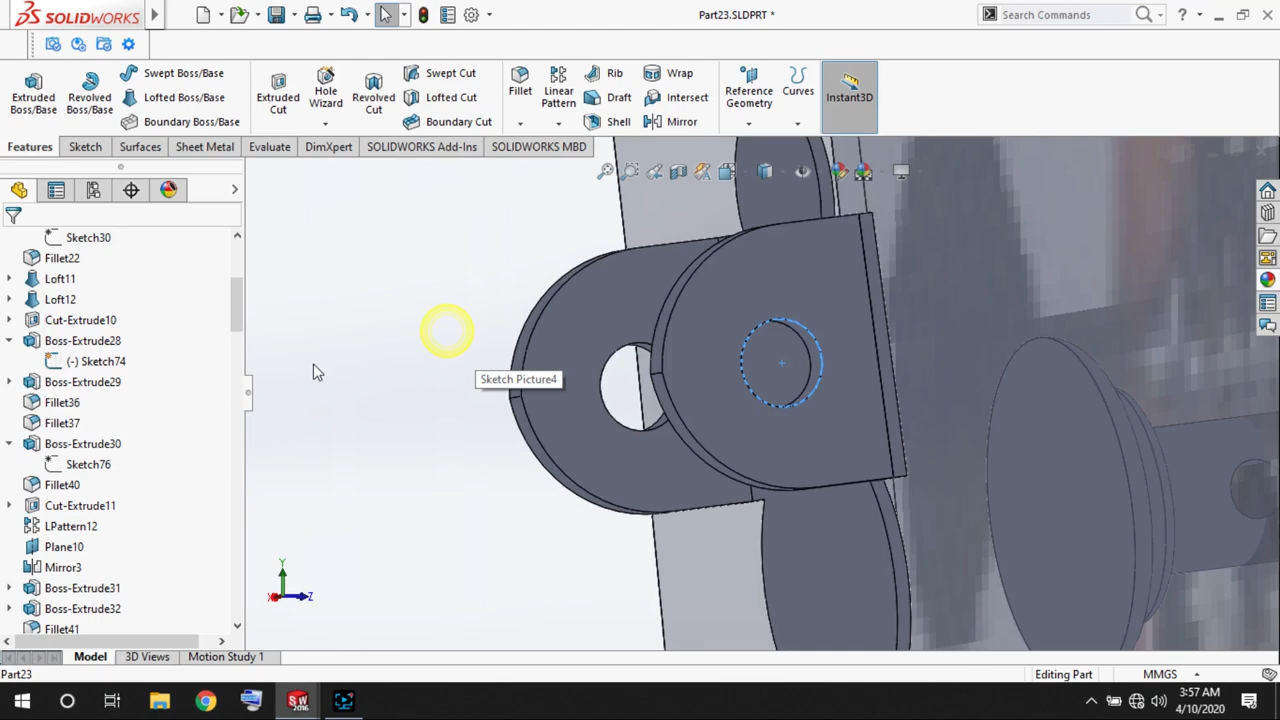 SOLIDWORKS
Part23.SLDPRT *
Search Commands
?
Extruded Boss/Base
Revolved Boss/Base
Swept Boss/Base
Lofted Boss/Base
Boundary Boss/Base
Extruded Cut
Hole Wizard
Revolved Cut
Swept Cut
Lofted Cut
Boundary Cut
Fillet
Linear Pattern
Rib
Draft
Shell
Wrap
Intersect
Mirror
Reference Geometry
Curves
Instant3D
Features
Sketch
Surfaces
Sheet Metal
Evaluate
DimXpert
SOLIDWORKS Add-Ins
SOLIDWORKS MBD
Sketch30
Fillet22
Loft11
Loft12
Cut-Extrude10
Boss-Extrude28
(-) Sketch74
Boss-Extrude29
Fillet36
Fillet37
Boss-Extrude30
Sketch76
Fillet40
Cut-Extrude11
LPattern12
Plane10
Mirror3
Boss-Extrude31
Boss-Extrude32
Fillet41
Sketch Picture4
Y
X
Z
Model
3D Views
Motion Study 1
Part23
Editing Part
MMGS
SW
2016
3:57 AM
4/10/2020